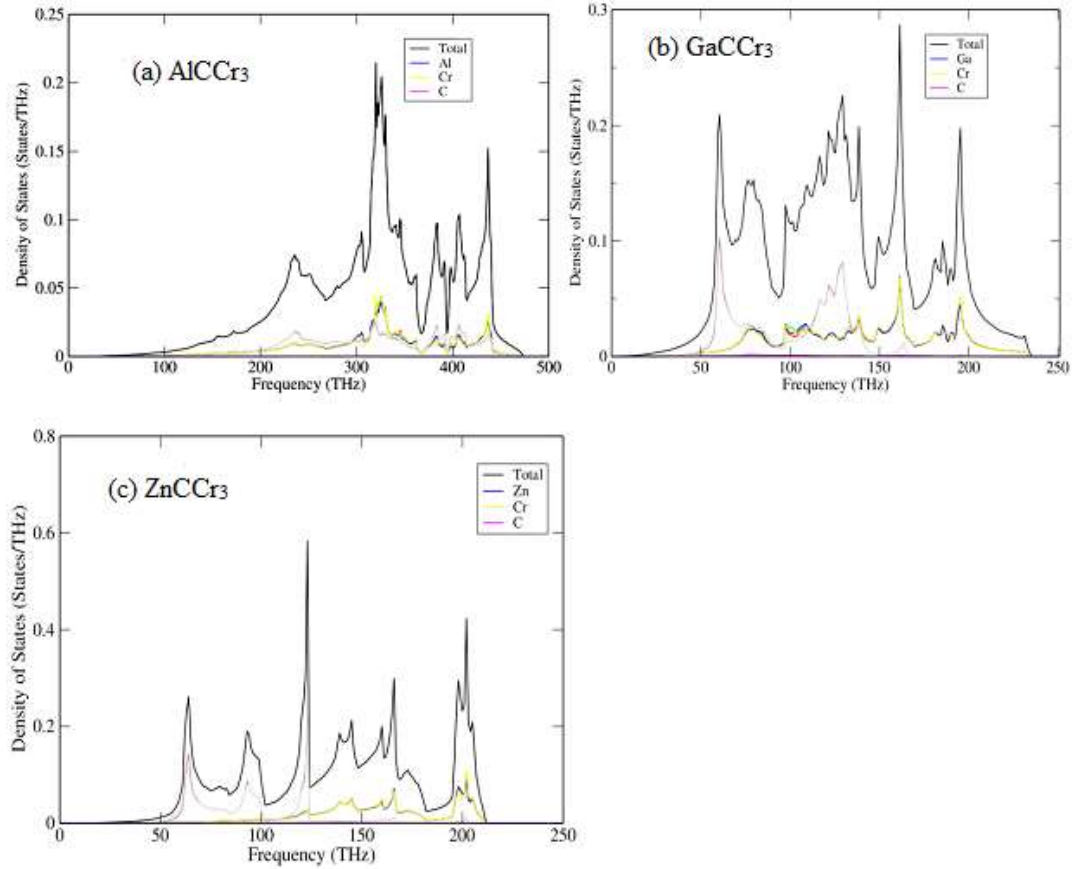 (a) AlCCr3
Total
Al
Cr
C
Density of States (States/THz)
0.25
0.2
0.15
0.1
0.05
0
0 100 200 300 400 500
Frequency (THz)
(b) GaCCr3
Total
Ga
Cr
C
Density of States (States/THz)
0.3
0.2
0.1
0
0 50 100 150 200 250
Frequency (THz)
(c) ZnCCr3
Total
Zn
Cr
C
Density of States (States/THz)
0.8
0.6
0.4
0.2
0
0 50 100 150 200 250
Frequency (THz)